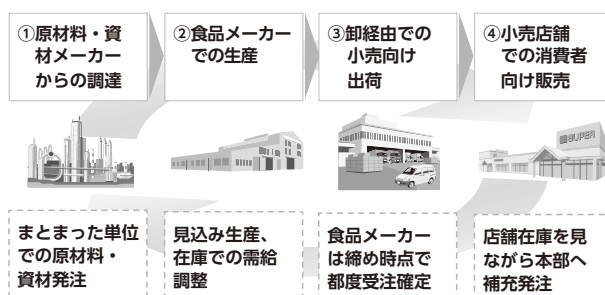 ①原材料・資
材メーカー
からの調達
②食品メーカー
での生産
③卸経由での
小売向け
出荷
④小売店舗
での消費者
向け販売
SUPER
まとまった単位
での原材料・
資材発注
見込み生産、
在庫での需給
調整
食品メーカー
は締め時点で
都度受注確定
店舗在庫を見
ながら本部へ
補充発注